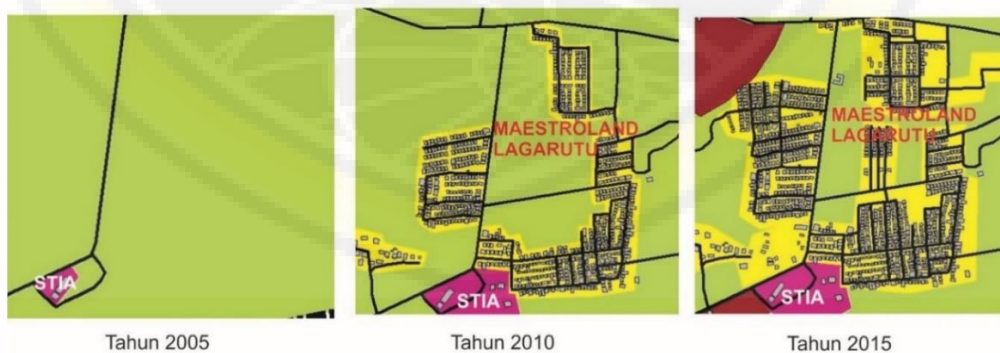 STIA
Tahun 2005
MAESTROLAND
LAGARUTU
STIA
Tahun 2010
MAESTROLAND
LAGARUTU
STIA
Tahun 2015